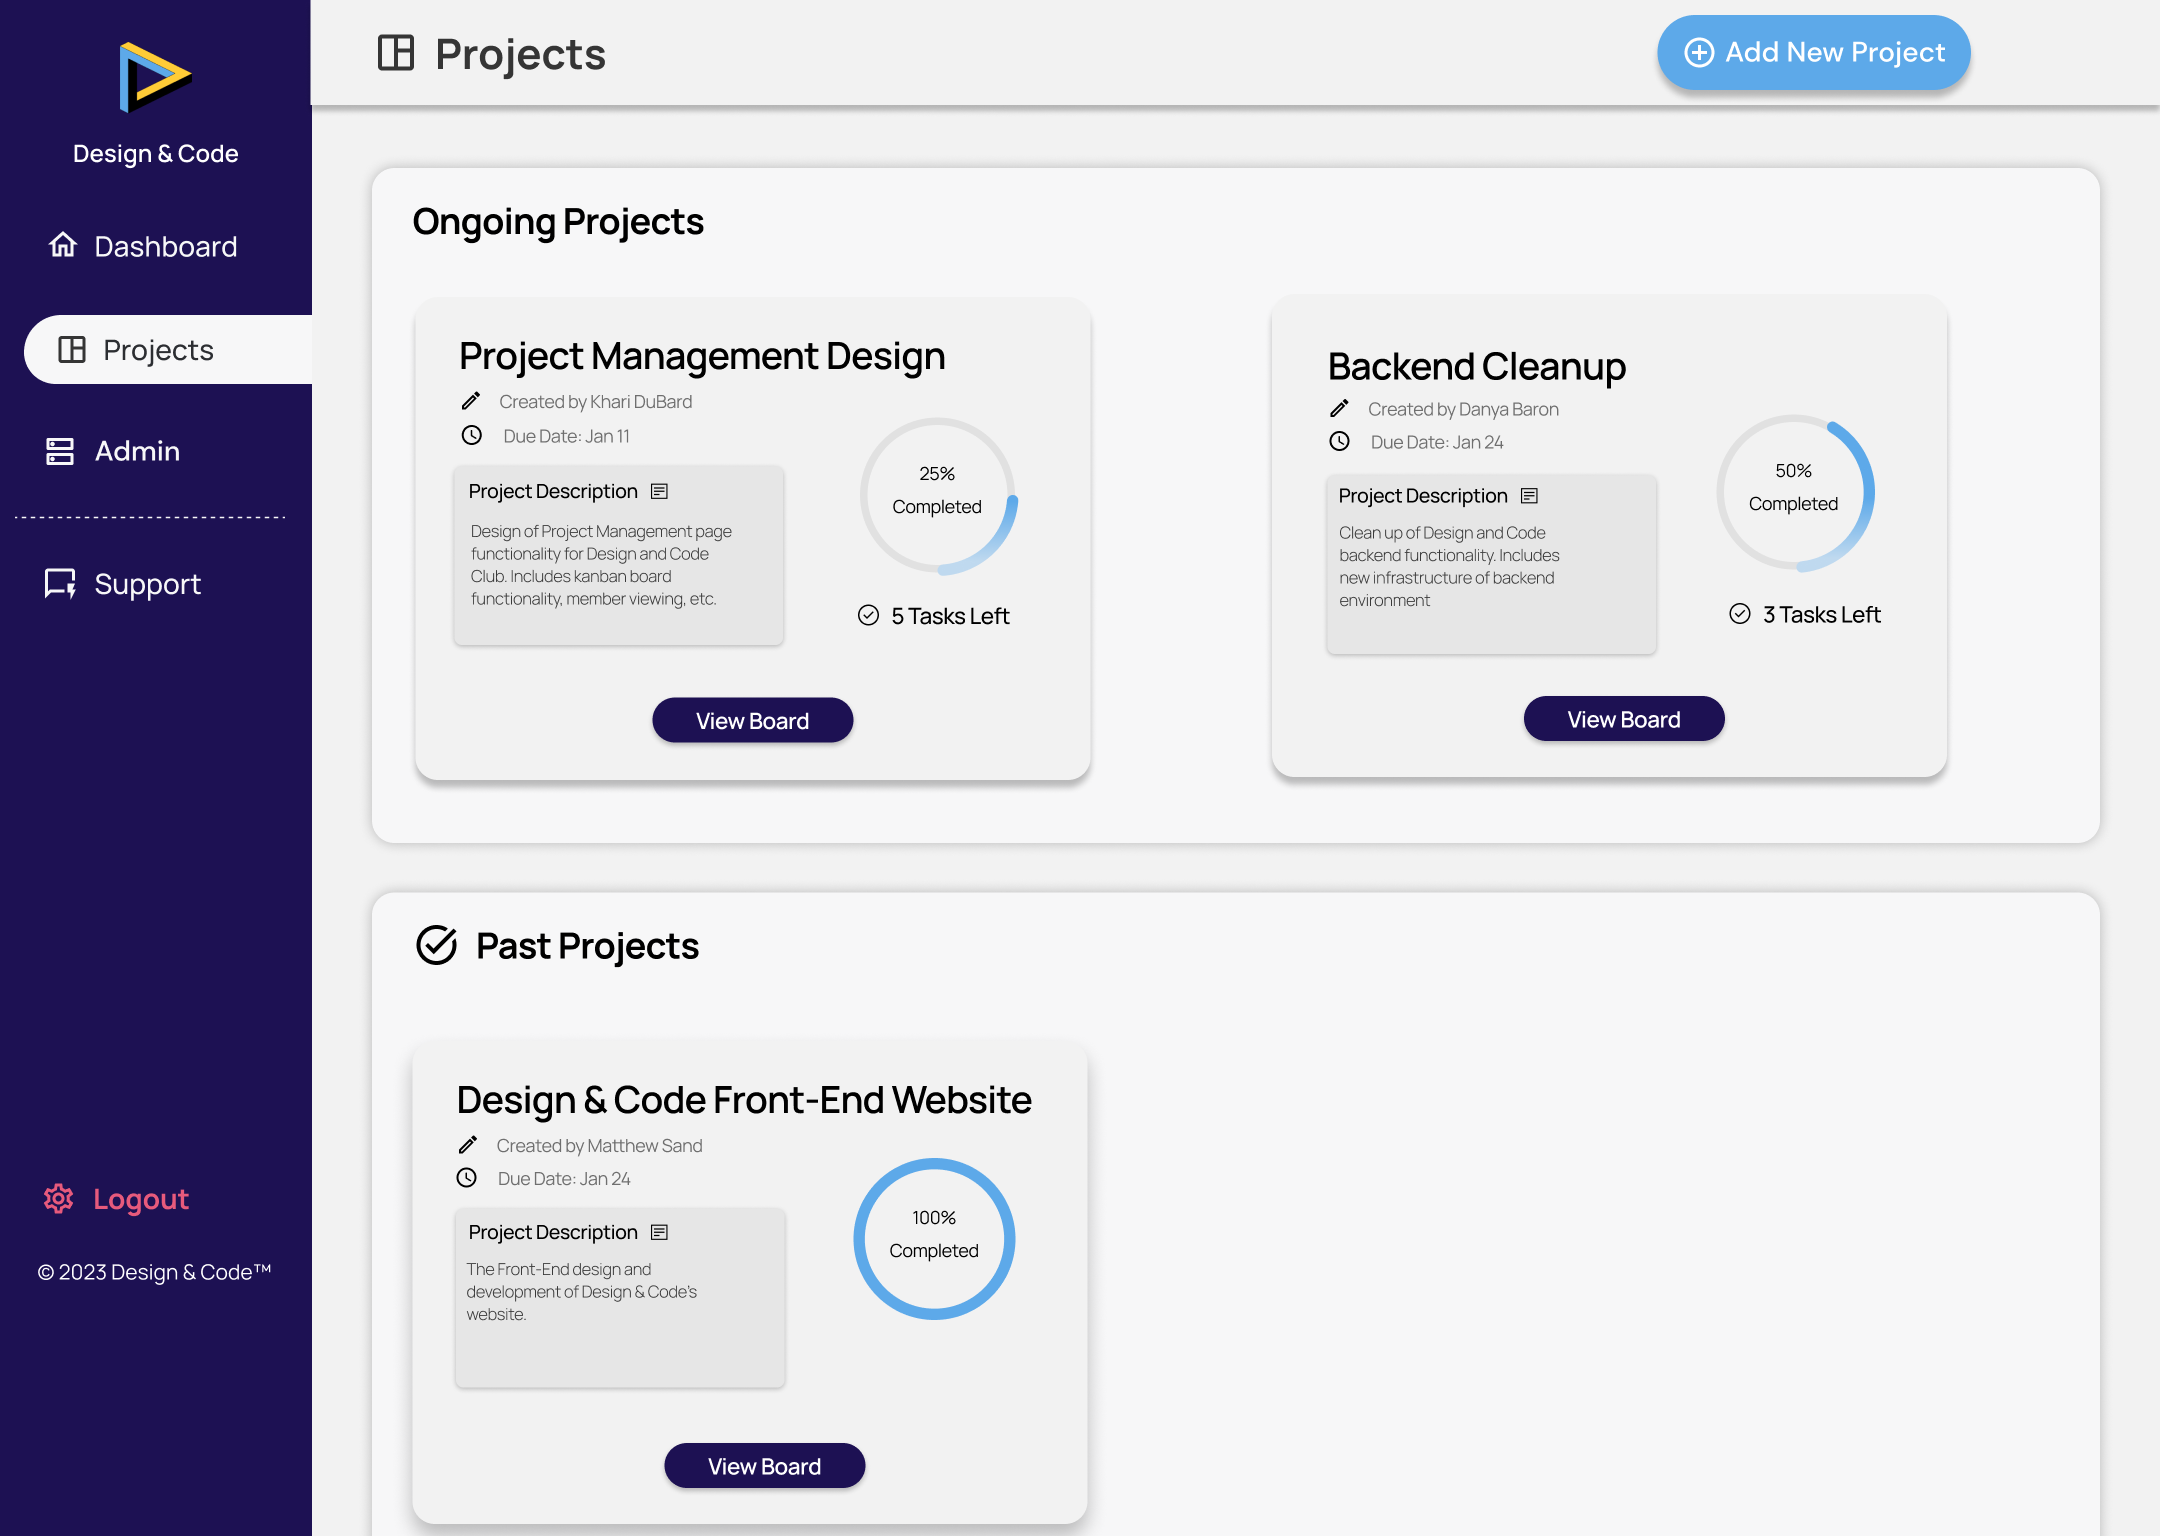 Design & Code
Dashboard
Projects
Admin
Support
Logout
© 2023 Design & Code™
Projects
Add New Project
Ongoing Projects
Project Management Design
Created by Khari DuBard
Due Date: Jan 11
Project Description
Design of Project Management page
functionality for Design and Code
Club. Includes kanban board
functionality, member viewing, etc.
25%
Completed
5 Tasks Left
View Board
Backend Cleanup
Created by Danya Baron
Due Date: Jan 24
Project Description
Clean up of Design and Code
backend functionality. Includes
new infrastructure of backend
environment
50%
Completed
3 Tasks Left
View Board
Past Projects
Design & Code Front-End Website
Created by Matthew Sand
Due Date: Jan 24
Project Description
The Front-End design and
development of Design & Code's
website.
100%
Completed
View Board